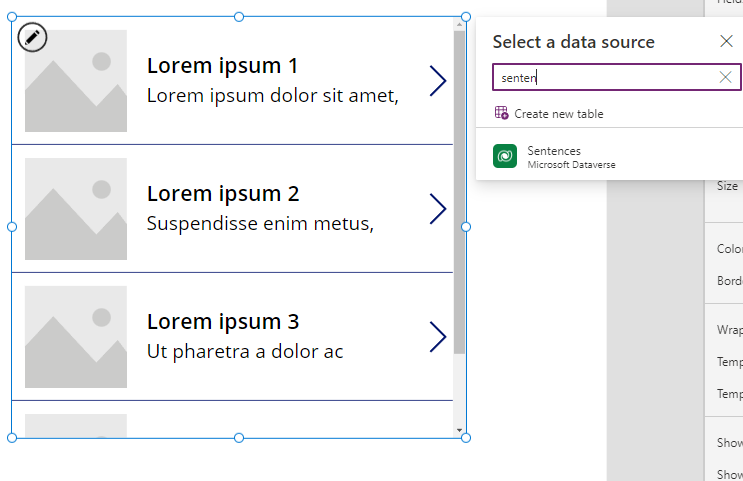 Lorem ipsum 1
Lorem ipsum dolor sit amet,
Lorem ipsum 2
Suspendisse enim metus,
Lorem ipsum 3
Ut pharetra a dolor ac
Select a data source
senten
Create new table
Sentences
Microsoft Dataverse
Size
Color
Bord
Wrap
Temp
Temp
Show
Show